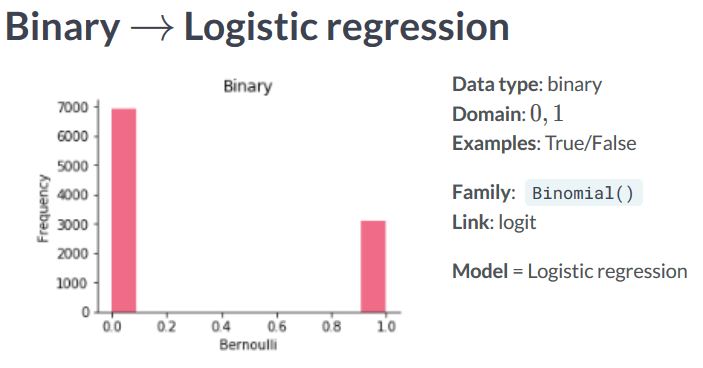 Binary → Logistic regression
Binary
7000
6000
5000
4000
3000
2000
1000
0
Frequency
0.0 0.2 0.4 0.6 0.8 1.0
Bernoulli
Data type: binary
Domain: 0, 1
Examples: True/False
Family: Binomial()
Link: logit
Model = Logistic regression